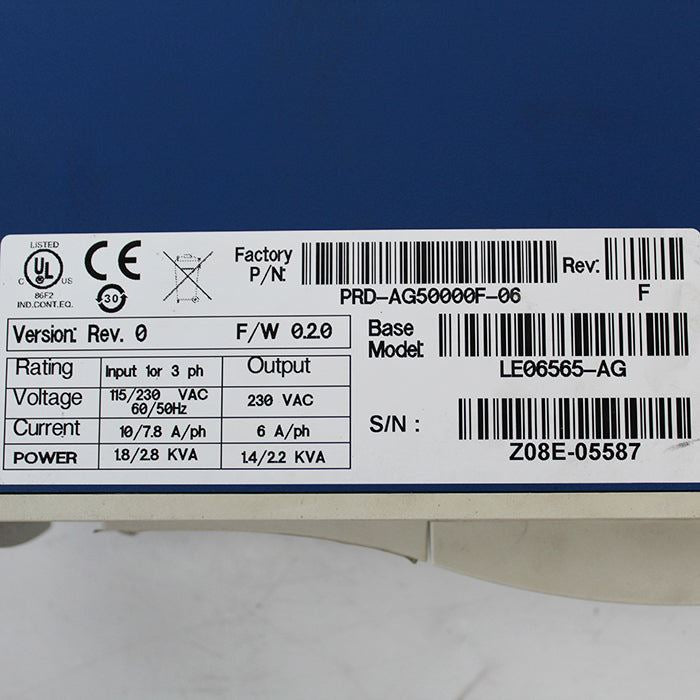 LISTED
UL
C US
86F2
IND.CONT.EQ.
CE
30
Factory
P/N:
PRD-AG50000F-06
Rev:
F
Version: Rev. 0 F/W 0.2.0
Base
Model:
LE06565-AG
Rating Input 1or 3 ph Output
Voltage 115/230 VAC
60/50Hz 230 VAC
Current 10/7.8 A/ph 6 A/ph
POWER 1.8/2.8 KVA 1.4/2.2 KVA
S/N :
Z08E-05587